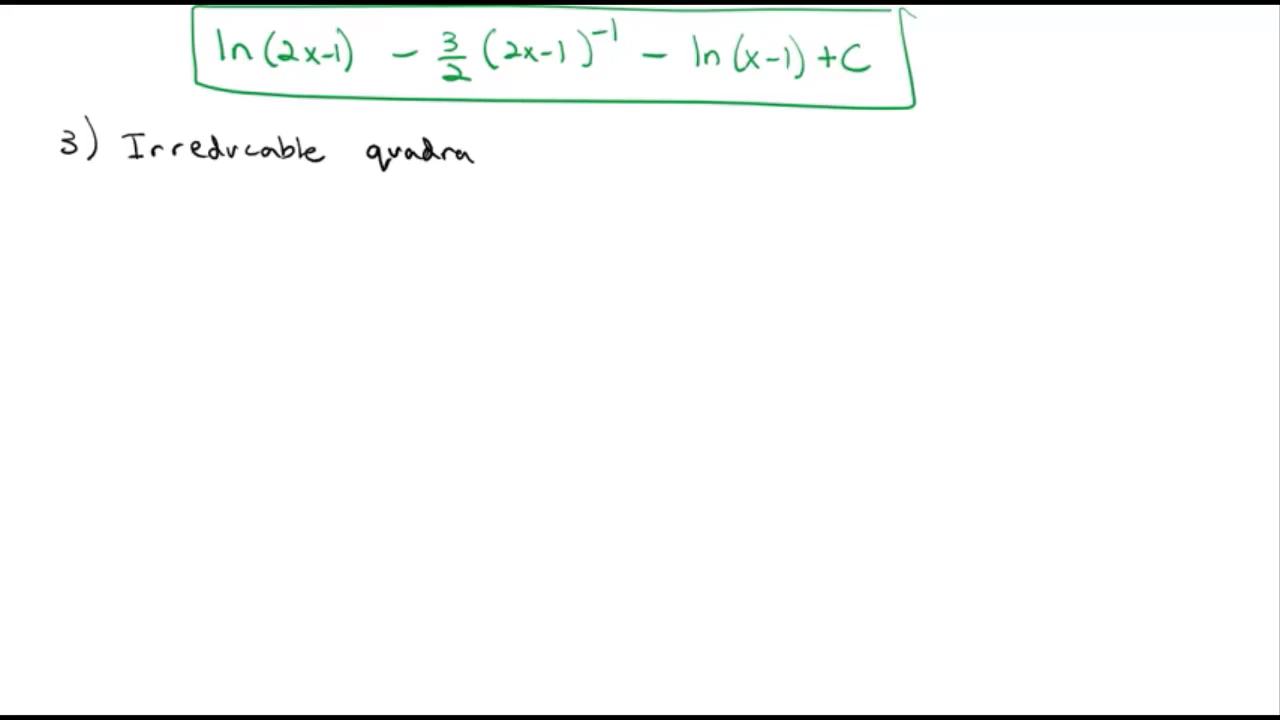 ln(2x-1) - 3/2 (2x-1)^-1 - ln(x-1) + C
3) Irreducable quadra